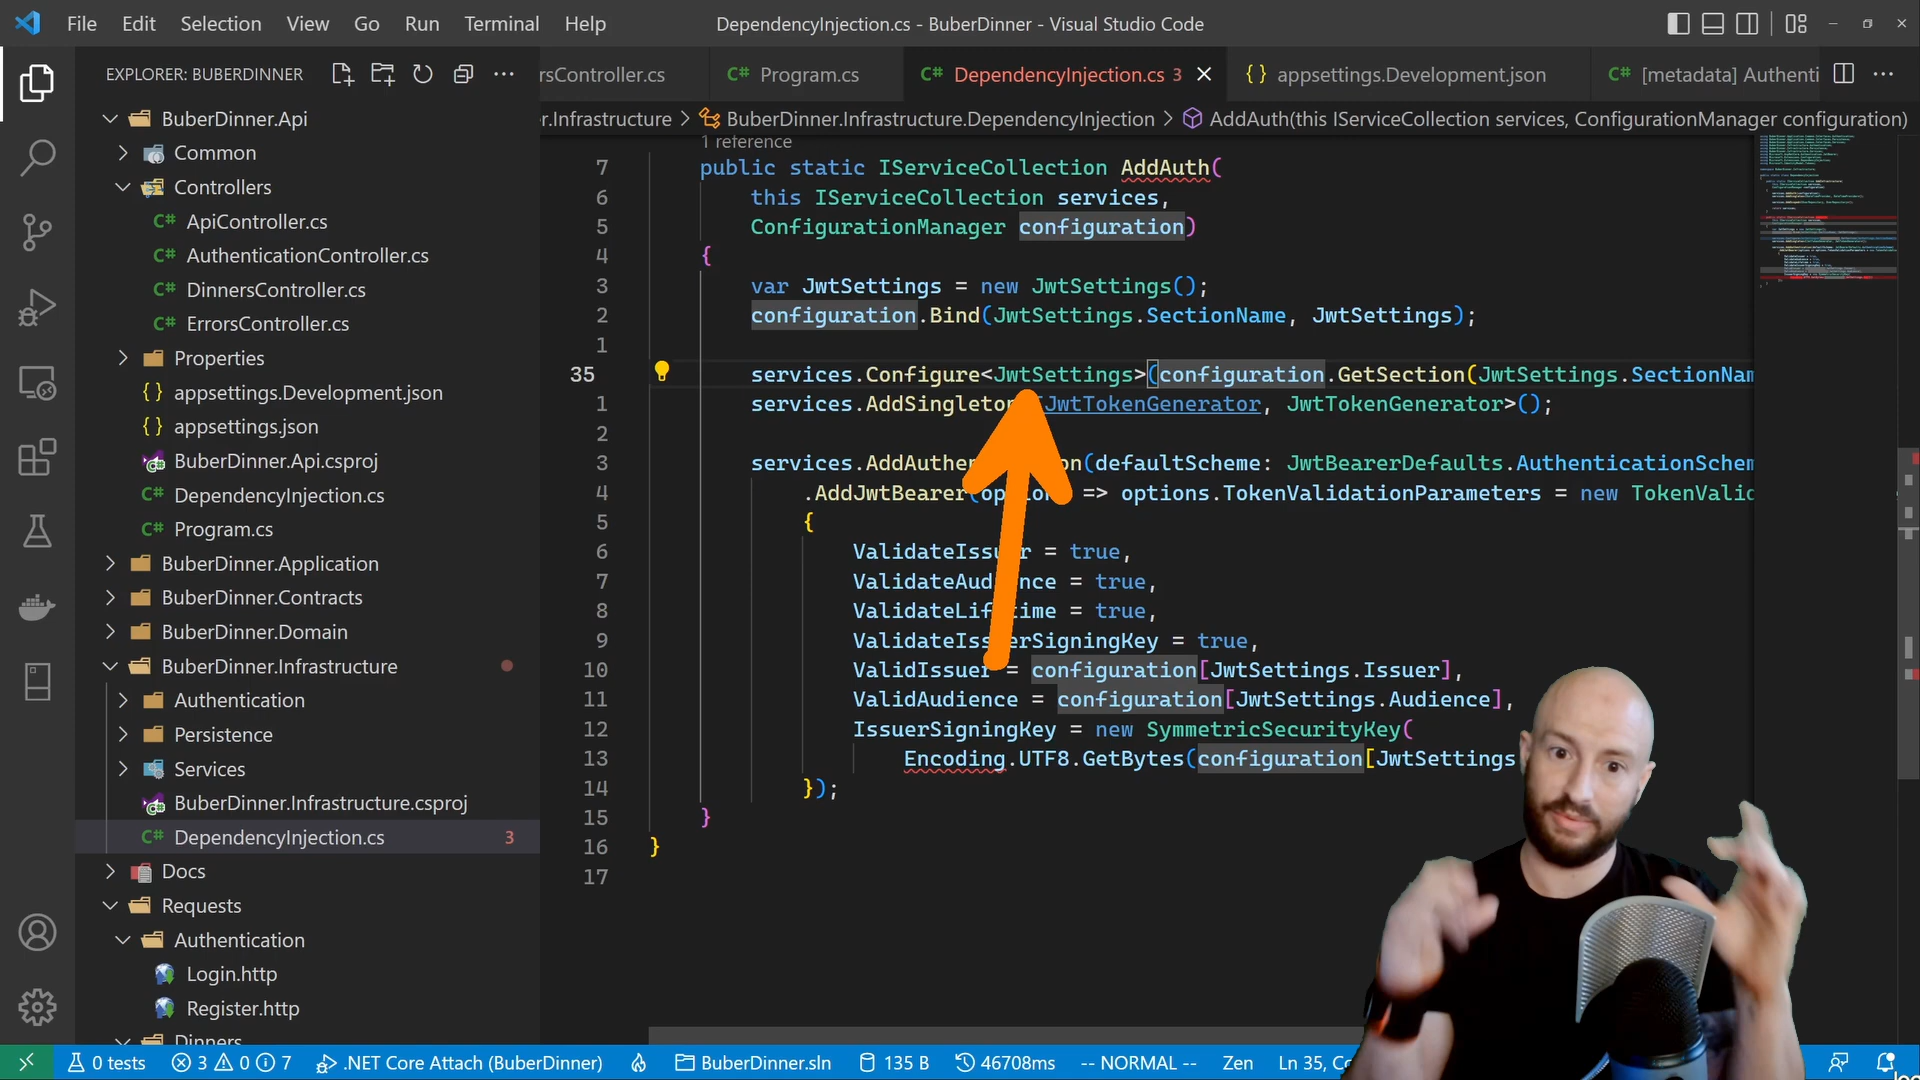 File Edit Selection View Go Run Terminal Help DependencyInjection.cs - BuberDinner - Visual Studio Code
EXPLORER: BUBERDINNER
rsController.cs Program.cs DependencyInjection.cs 3 {} appsettings.Development.json [metadata] Authenti
r.Infrastructure > BuberDinner.Infrastructure.DependencyInjection > AddAuth(this IServiceCollection services, ConfigurationManager configuration)
BuberDinner.Api
Common
Controllers
C# ApiController.cs
C# AuthenticationController.cs
C# DinnersController.cs
C# ErrorsController.cs
Properties
{} appsettings.Development.json
{} appsettings.json
BuberDinner.Api.csproj
C# DependencyInjection.cs
C# Program.cs
BuberDinner.Application
BuberDinner.Contracts
BuberDinner.Domain
BuberDinner.Infrastructure
Authentication
Persistence
Services
BuberDinner.Infrastructure.csproj
C# DependencyInjection.cs 3
Docs
Requests
Authentication
Login.http
Register.http
Dinners
1 reference
7 public static IServiceCollection AddAuth(
6 this IServiceCollection services,
5 ConfigurationManager configuration)
4 {
3 var JwtSettings = new JwtSettings();
2 configuration.Bind(JwtSettings.SectionName, JwtSettings);
1
35 services.Configure<JwtSettings>(configuration.GetSection(JwtSettings.SectionNam
1 services.AddSingleton IJwtTokenGenerator, JwtTokenGenerator>();
2
3 services.AddAuthe n(defaultScheme: JwtBearerDefaults.AuthenticationSchem
4 .AddJwtBearer(op => options.TokenValidationParameters = new TokenValid
5 {
6 ValidateIssuer = true,
7 ValidateAudience = true,
8 ValidateLifetime = true,
9 ValidateIssuerSigningKey = true,
10 ValidIssuer = configuration[JwtSettings.Issuer],
11 ValidAudience = configuration[JwtSettings.Audience],
12 IssuerSigningKey = new SymmetricSecurityKey(
13 Encoding.UTF8.GetBytes(configuration[JwtSettings
14 });
15 }
16 }
17
0 tests 3 0 7 .NET Core Attach (BuberDinner) BuberDinner.sln 135 B 46708ms -- NORMAL -- Zen Ln 35,